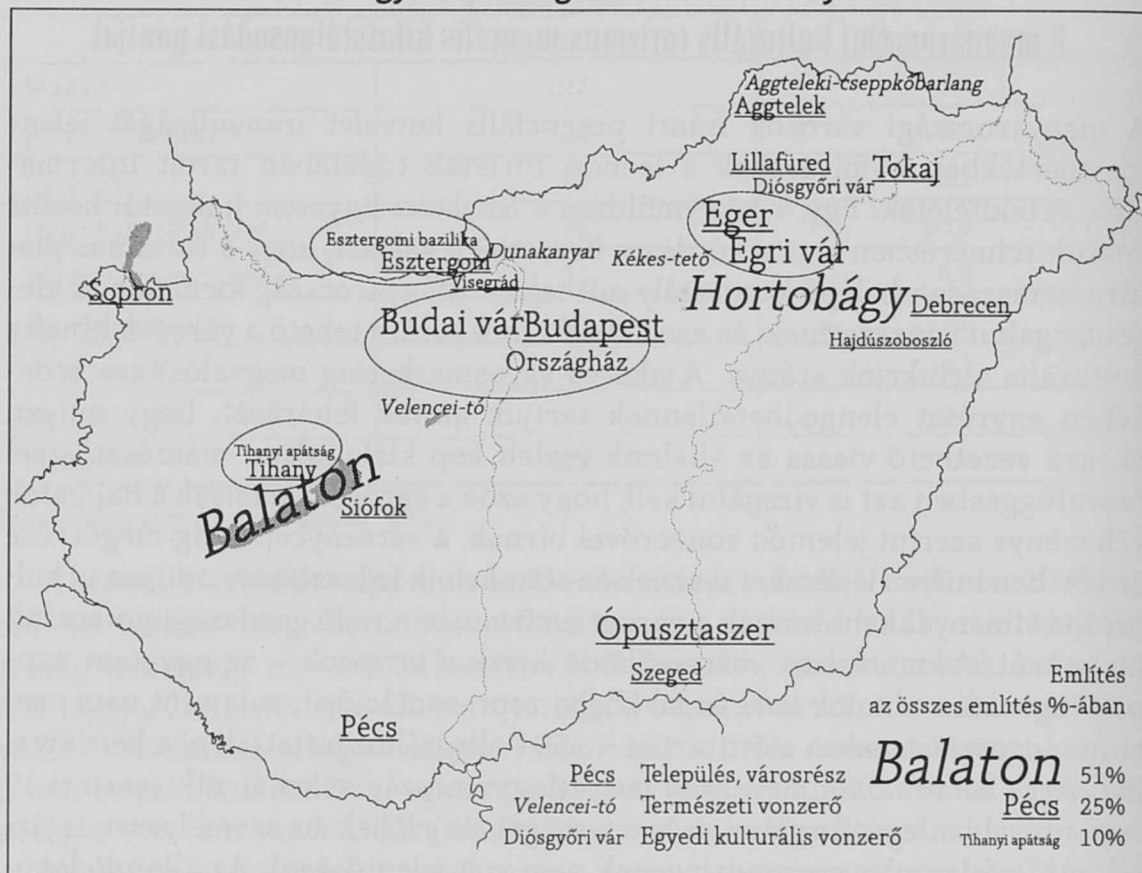 Aggteleki-cseppkőbarlang
Aggtelek
Lillafüred
Tokaj
Diósgyőri vár
Eger
Egri vár
Kékes-tető
Esztergomi bazilika
Esztergom
Dunakanyar
Visegrád
Sopron
Hortobágy
Debrecen
Hajdúszoboszló
Budai vár
Budapest
Országház
Velencei-tó
Tihanyi apátság
Tihany
Balaton
Siófok
Ópusztaszer
Szeged
Pécs
Említés
az összes említés %-ában
Pécs Település, városrész
Velencei-tó Természeti vonzerő
Diósgyőri vár Egyedi kulturális vonzerő
Balaton 51%
Pécs 25%
Tihanyi apátság 10%